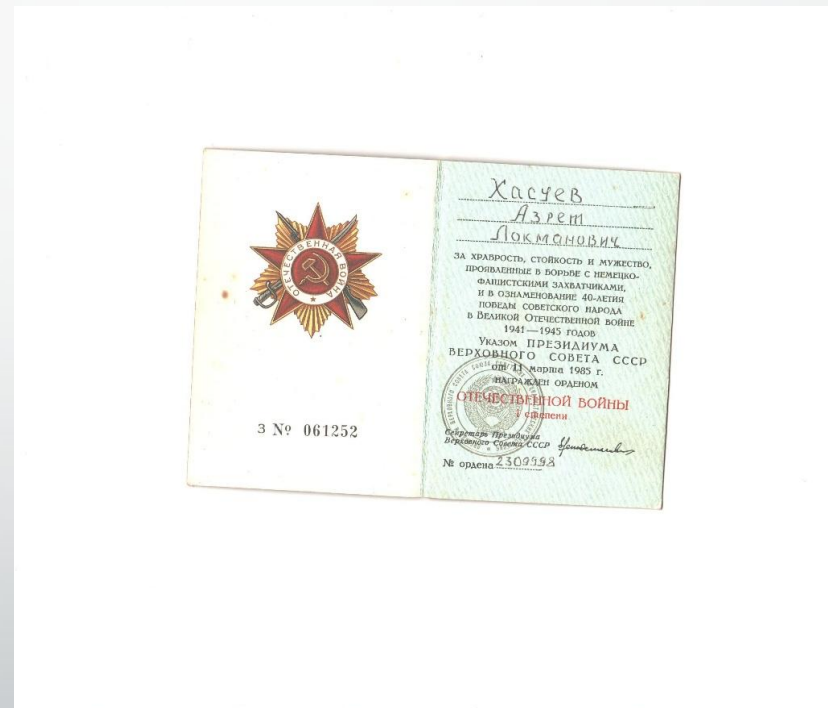 ОТЕЧЕСТВЕННАЯ ВОЙНА
З № 061252
Хасуев
Азрет
Локманович
ЗА ХРАБРОСТЬ, СТОЙКОСТЬ И МУЖЕСТВО,
ПРОЯВЛЕННЫЕ В БОРЬБЕ С НЕМЕЦКО-
ФАШИСТСКИМИ ЗАХВАТЧИКАМИ,
И В ОЗНАМЕНОВАНИЕ 40-ЛЕТИЯ
ПОБЕДЫ СОВЕТСКОГО НАРОДА
В ВЕЛИКОЙ ОТЕЧЕСТВЕННОЙ ВОЙНЕ
1941—1945 ГОДОВ
УКАЗОМ ПРЕЗИДИУМА
ВЕРХОВНОГО СОВЕТА СССР
от 11 марта 1985 г.
НАГРАЖДЕН ОРДЕНОМ
ОТЕЧЕСТВЕННОЙ ВОЙНЫ
I степени
Секретарь Президиума
Верховного Совета СССР
№ ордена 2309998